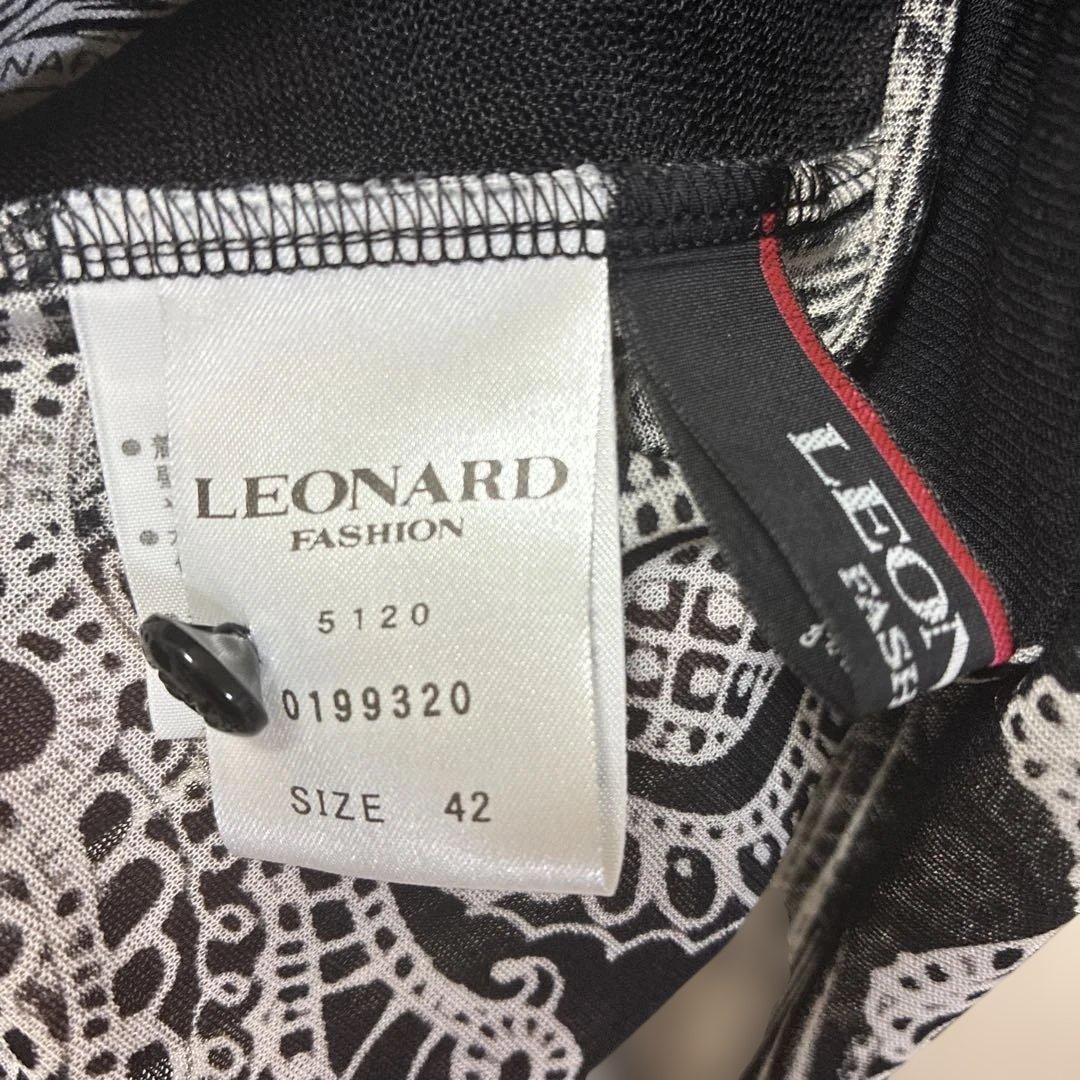 LEONARD
FASHION
5120
0199320
SIZE 42
LEON
FASH